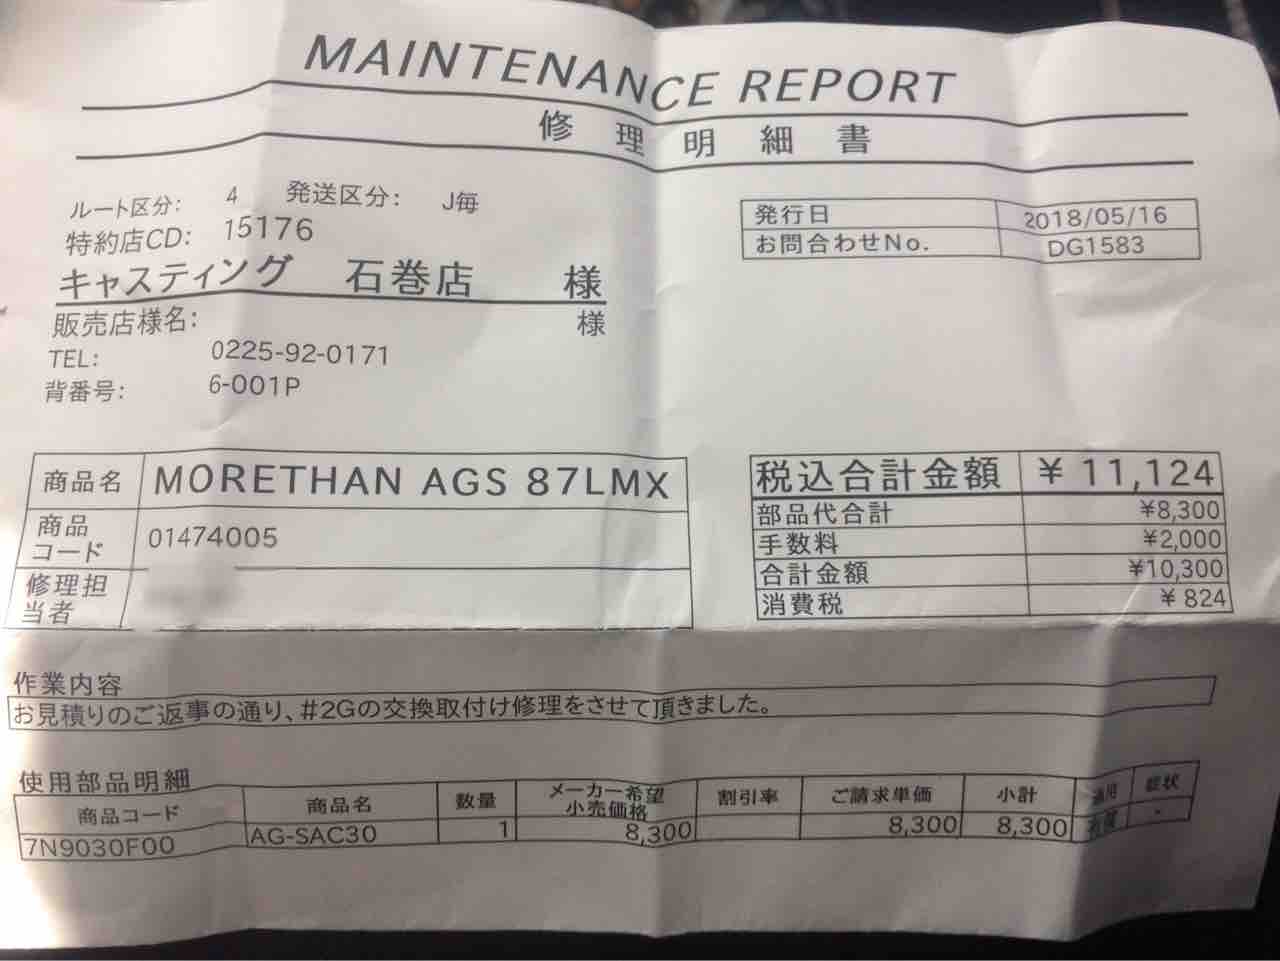 MAINTENANCE REPORT
修理明細書
ルート区分: 4 発送区分: J毎
特約店CD: 15176
キャスティング 石巻店 様
販売店様名: 様
TEL: 0225-92-0171
背番号: 6-001P
発行日 2018/05/16
お問合わせNo. DG1583
商品名 MORETHAN AGS 87LMX
商品コード 01474005
修理担当者
税込合計金額 ¥ 11,124
部品代合計 ¥8,300
手数料 ¥2,000
合計金額 ¥10,300
消費税 ¥ 824
作業内容
お見積りのご返事の通り、#2Gの交換取付け修理をさせて頂きました。
使用部品明細
商品コード 商品名 数量 メーカー希望小売価格 割引率 ご請求単価 小計 適用 症状
7N9030F00 AG-SAC30 1 8,300 8,300 8,300 有償 -